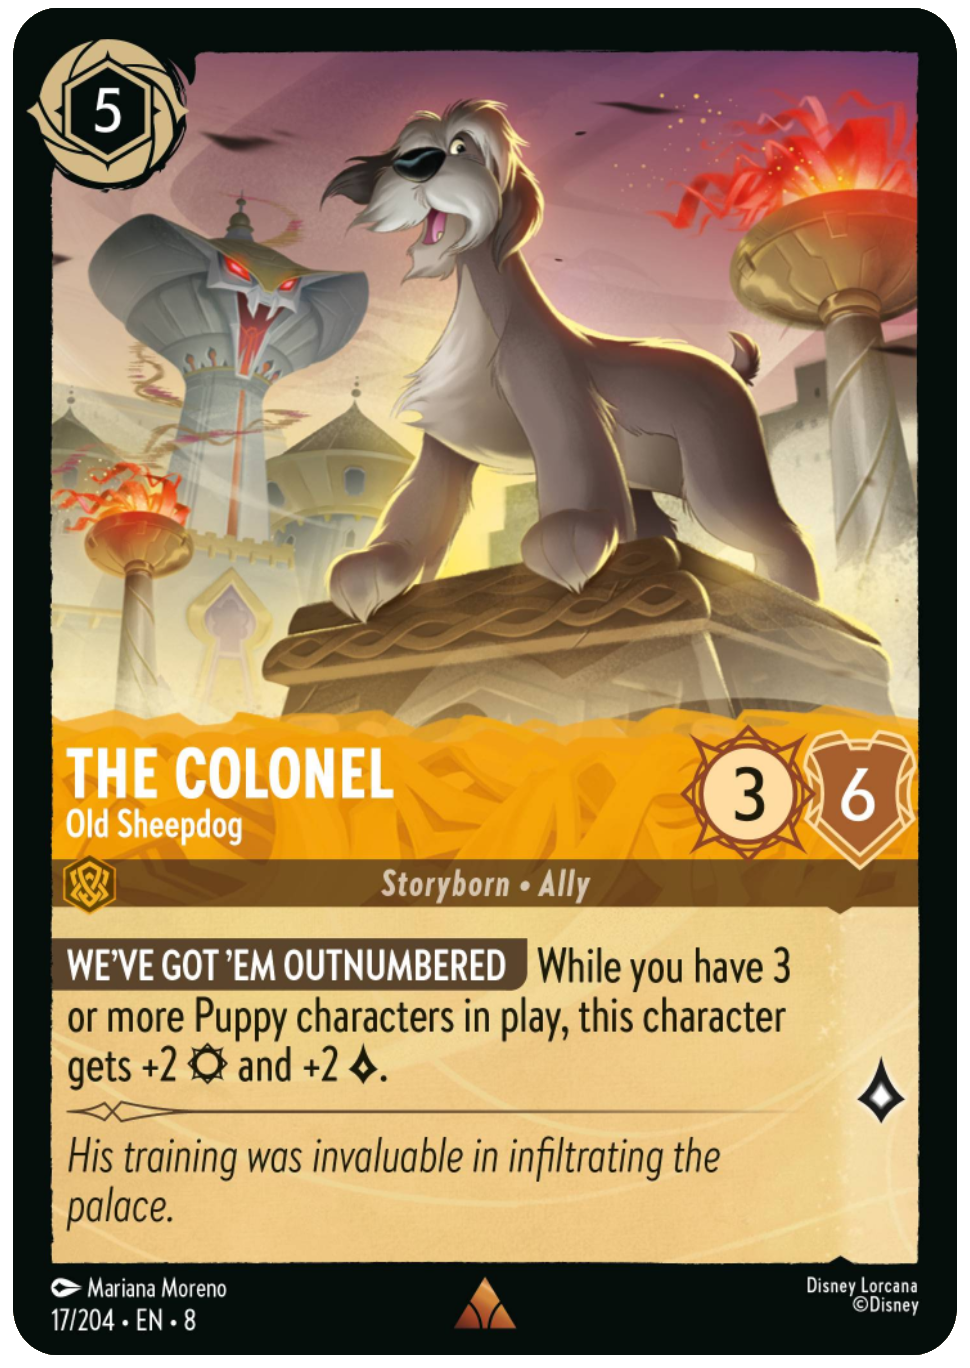 5
THE COLONEL
Old Sheepdog
3
6
Storyborn • Ally
WE'VE GOT 'EM OUTNUMBERED While you have 3
or more Puppy characters in play, this character
gets +2 and +2.
His training was invaluable in infiltrating the
palace.
Mariana Moreno
17/204 • EN • 8
Disney Lorcana
©Disney